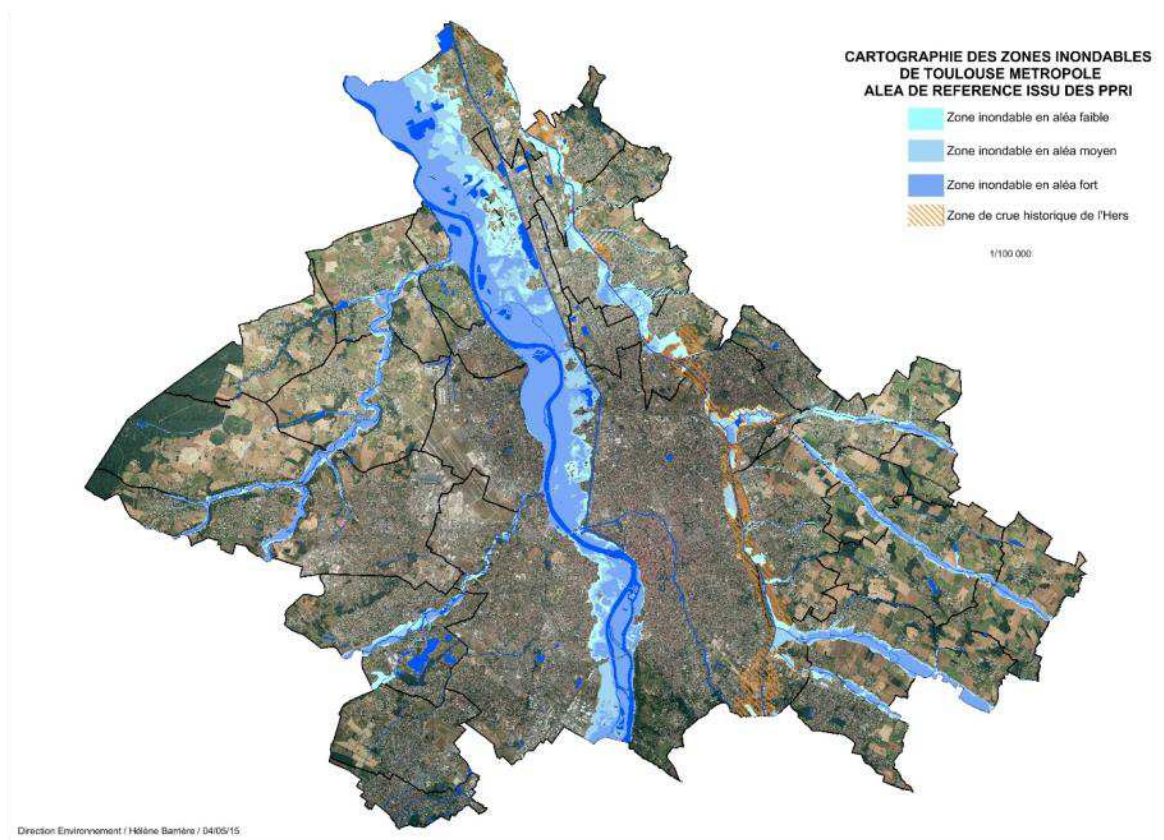 CARTOGRAPHIE DES ZONES INONDABLES
DE TOULOUSE METROPOLE
ALEA DE REFERENCE ISSU DES PPRI
Zone inondable en aléa faible
Zone inondable en aléa moyen
Zone inondable en aléa fort
Zone de crue historique de l'Hers
1/100 000
Direction Environnement / Hélène Barrière / 04/05/15